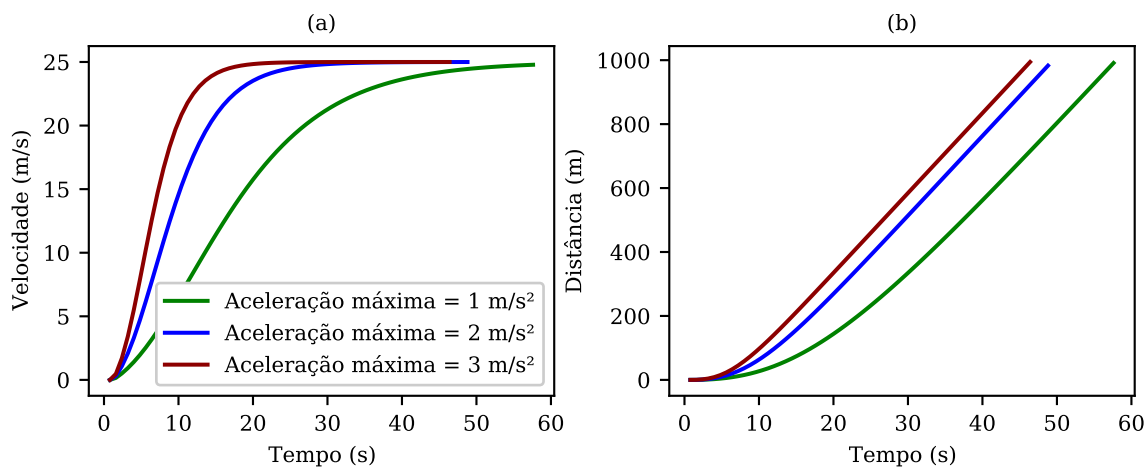 (a)
25
20
15
10
5
0
Velocidade (m/s)
Aceleração máxima = 1 m/s²
Aceleração máxima = 2 m/s²
Aceleração máxima = 3 m/s²
0 10 20 30 40 50 60
Tempo (s)
(b)
1000
800
600
400
200
0
Distância (m)
0 10 20 30 40 50 60
Tempo (s)